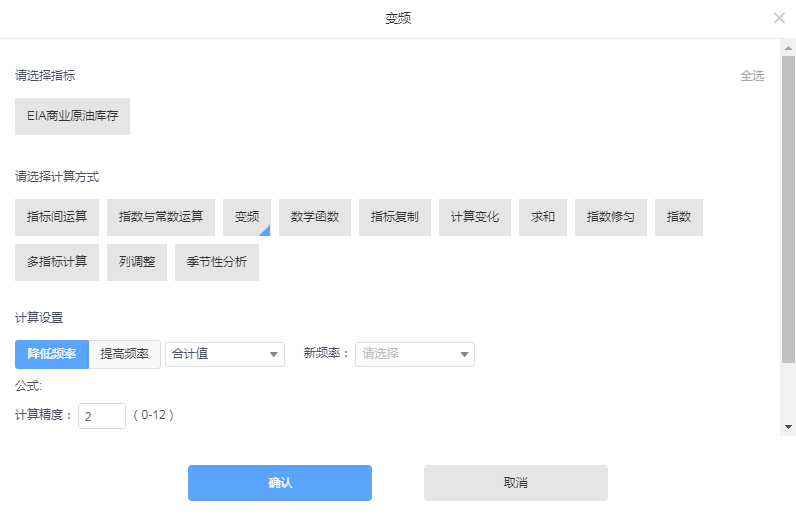 变频
请选择指标 全选
EIA商业原油库存
请选择计算方式
指标间运算 指数与常数运算 变频 数学函数 指标复制 计算变化 求和 指数修匀 指数
多指标计算 列调整 季节性分析
计算设置
降低频率 提高频率 合计值 新频率： 请选择
公式:
计算精度： 2 （0-12）
确认 取消